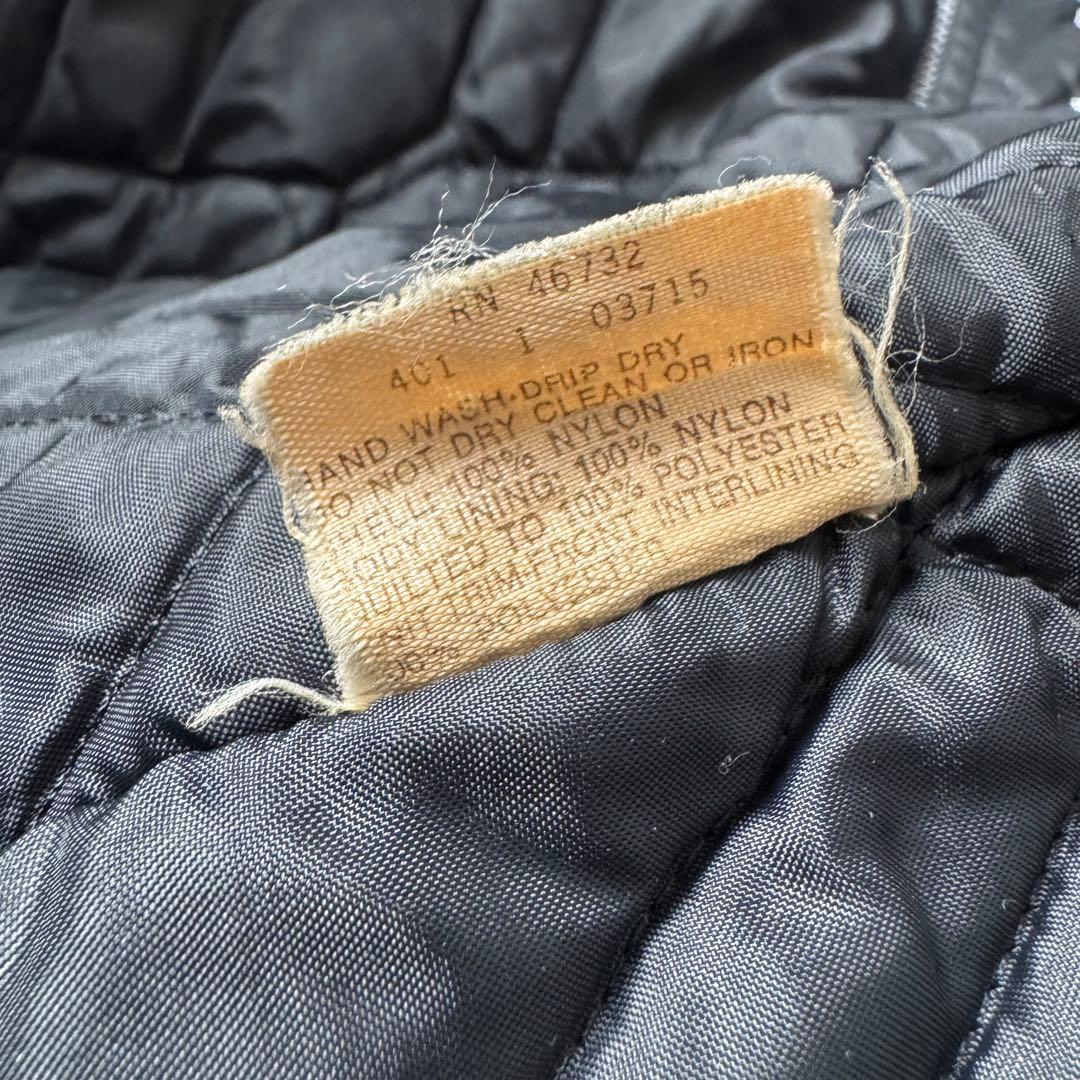 RN 46732
401 1 03715
HAND WASH·DRIP DRY
DO NOT DRY CLEAN OR IRON
SHELL: 100% NYLON
BODY LINING: 100% NYLON
QUILTED TO 100% POLYESTER
INTERLINING